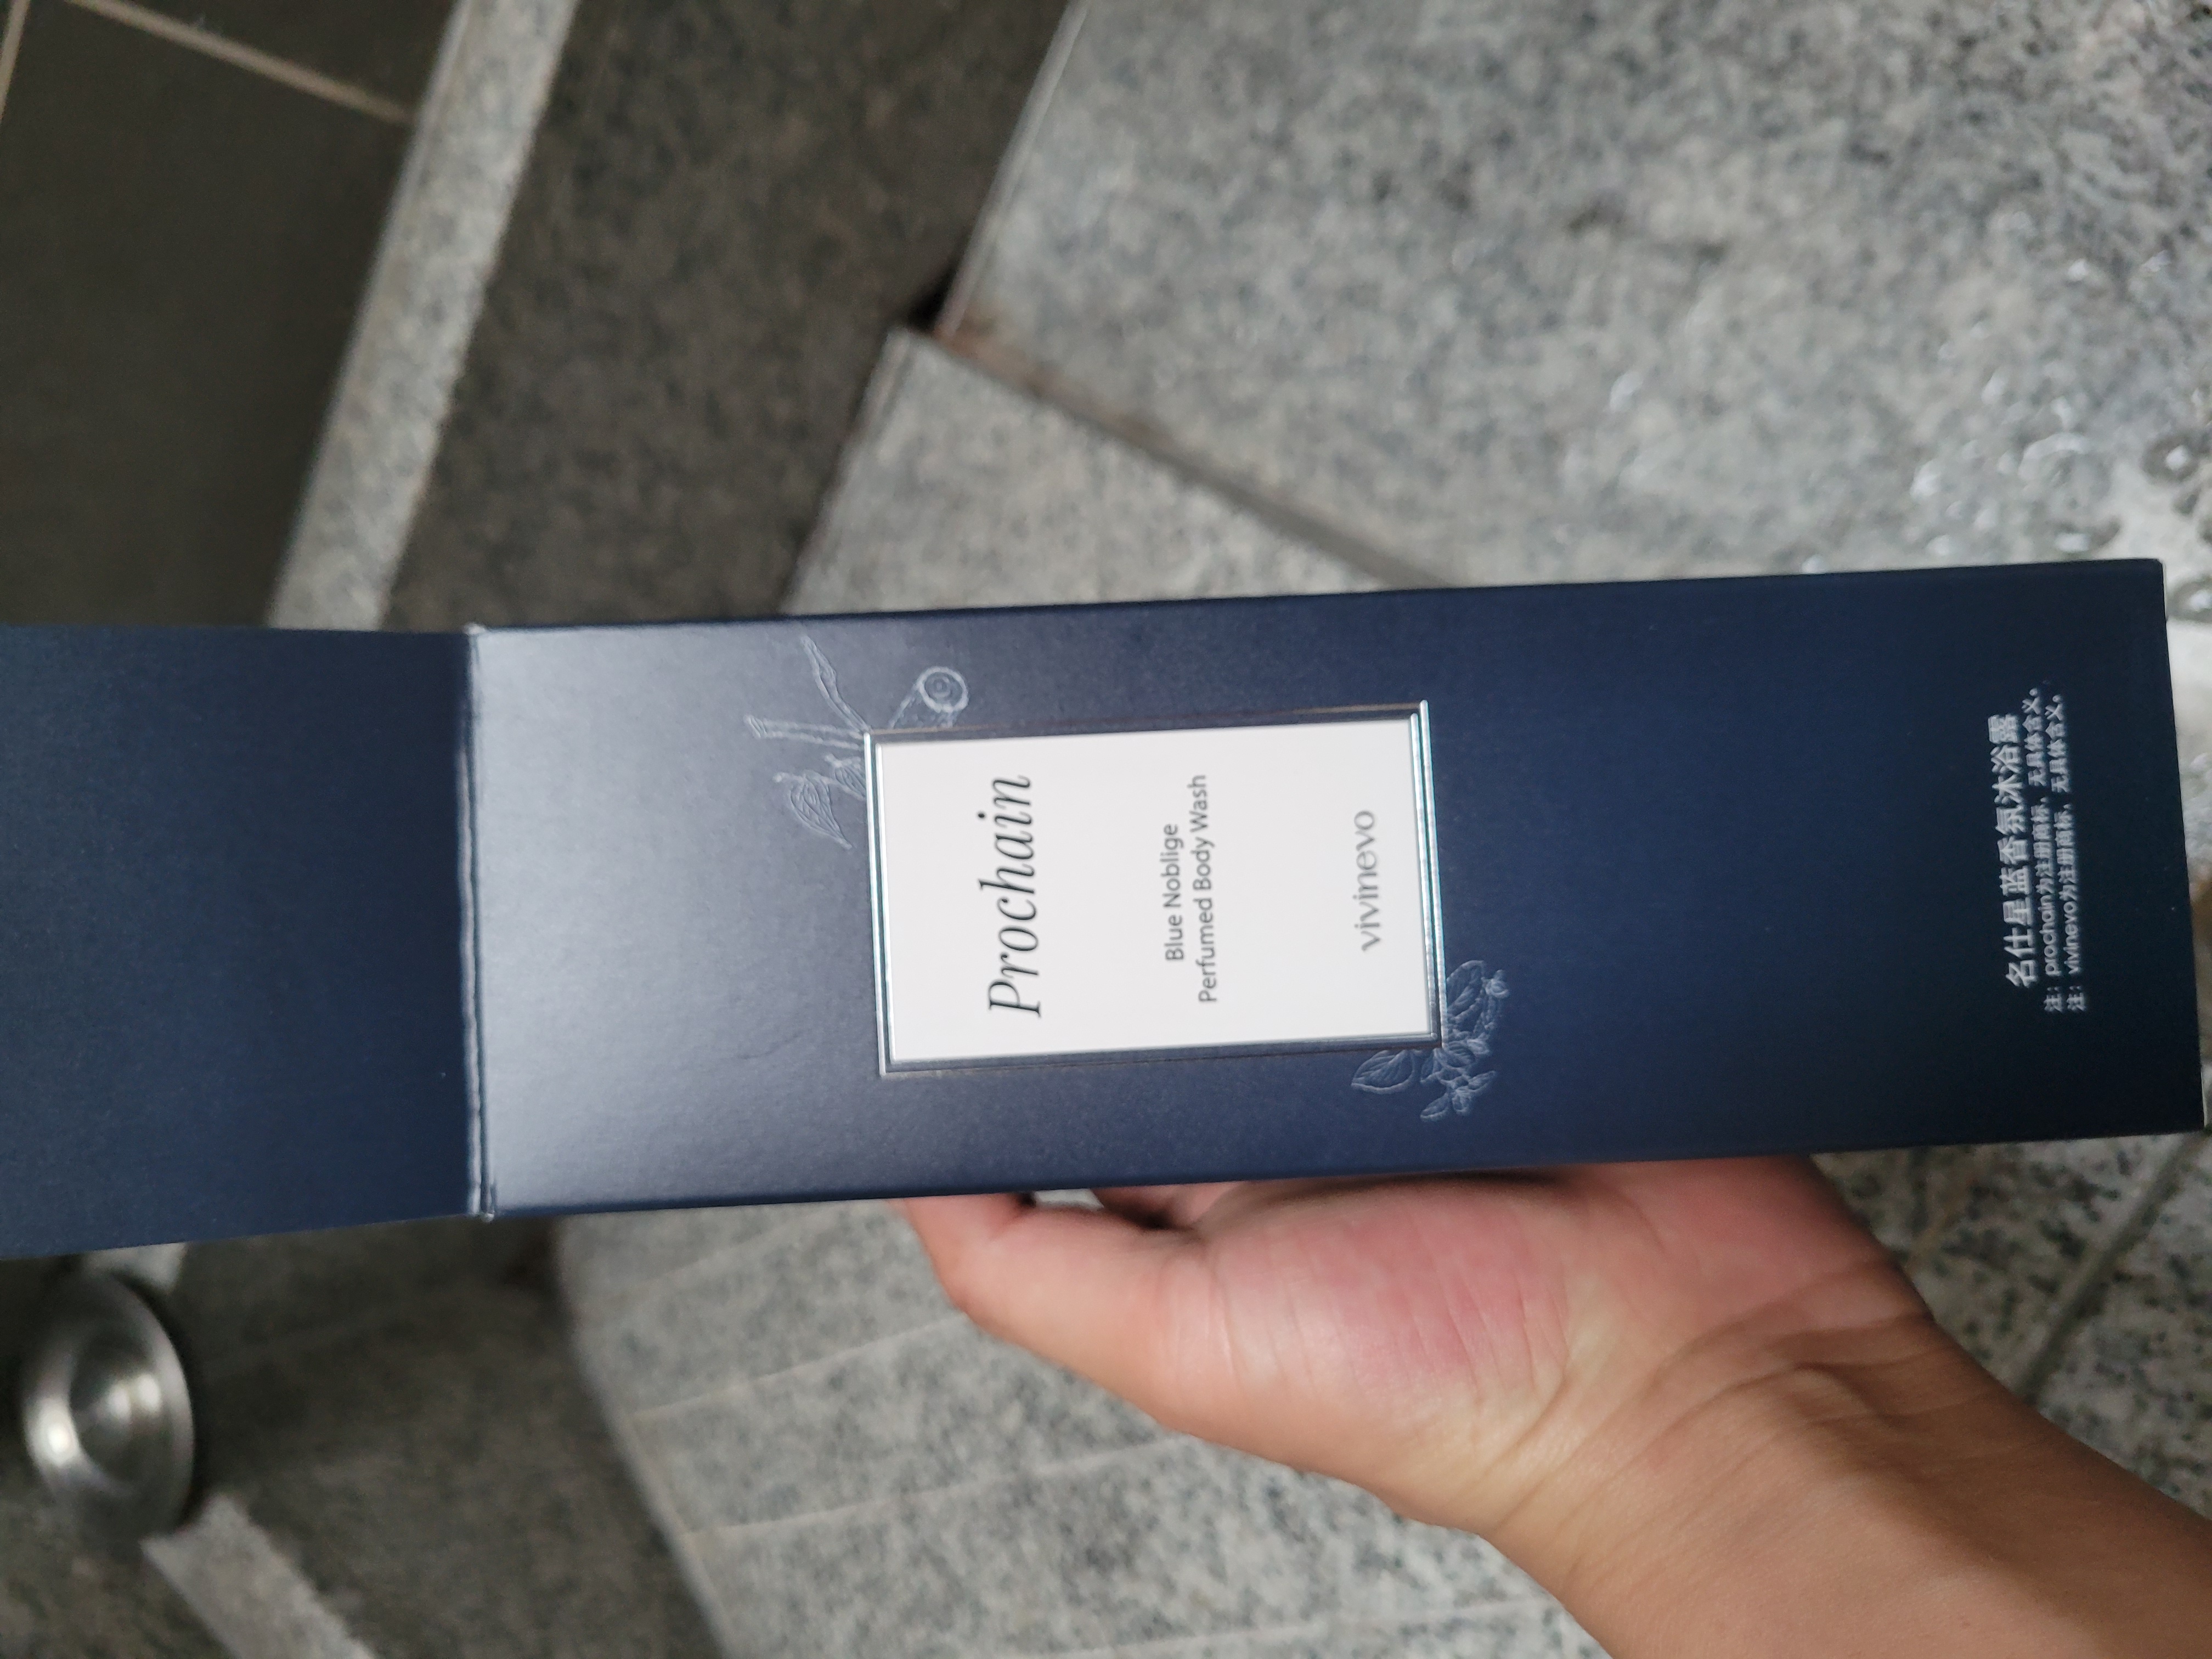 Prochain
Blue Noblige
Perfumed Body Wash
vivinevo
名仕星蓝香氛沐浴露
注：prochain为注册商标，无具体含义。
注：vivinevo为注册商标，无具体含义。